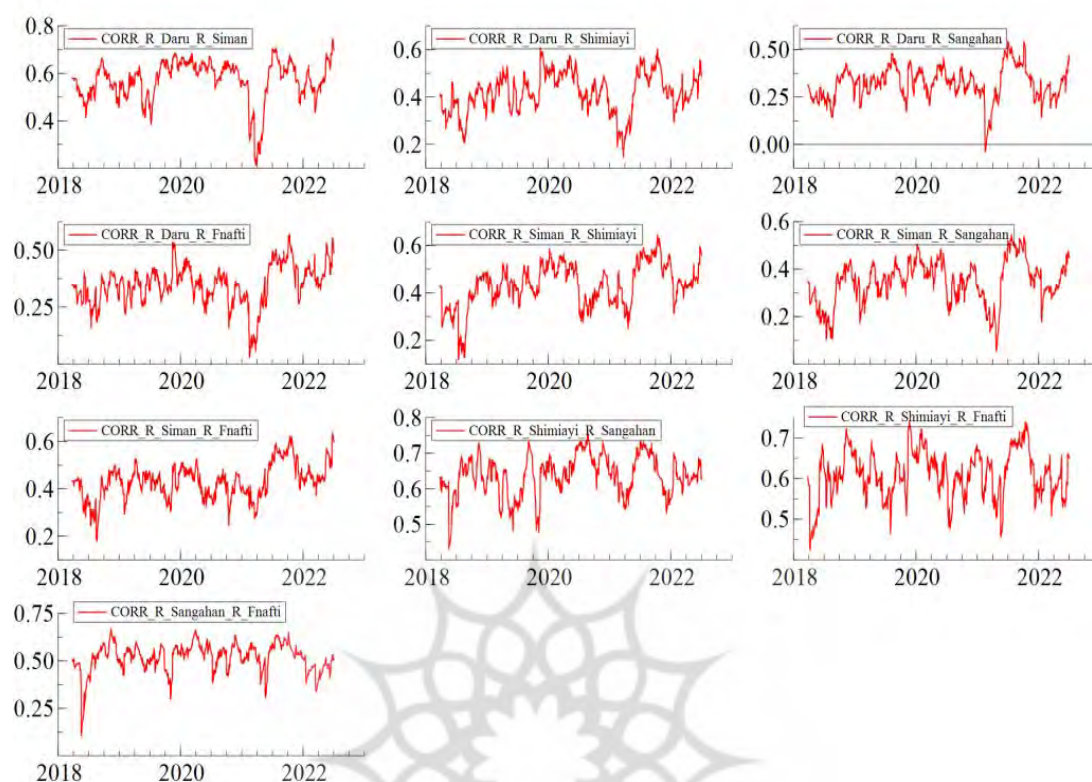 CORR_R_Daru_R_Siman
0.8
0.6
0.4
2018 2020 2022
CORR_R_Daru_R_Shimiayi
0.6
0.4
0.2
2018 2020 2022
CORR_R_Daru_R_Sangahan
0.50
0.25
0.00
2018 2020 2022
CORR_R_Daru_R_Fnafti
0.50
0.25
2018 2020 2022
CORR_R_Siman_R_Shimiayi
0.6
0.4
0.2
2018 2020 2022
CORR_R_Siman_R_Sangahan
0.6
0.4
0.2
2018 2020 2022
CORR_R_Siman_R_Fnafti
0.6
0.4
0.2
2018 2020 2022
CORR_R_Shimiayi_R_Sangahan
0.8
0.7
0.6
0.5
2018 2020 2022
CORR_R_Shimiayi_R_Fnafti
0.7
0.6
0.5
2018 2020 2022
CORR_R_Sangahan_R_Fnafti
0.75
0.50
0.25
2018 2020 2022